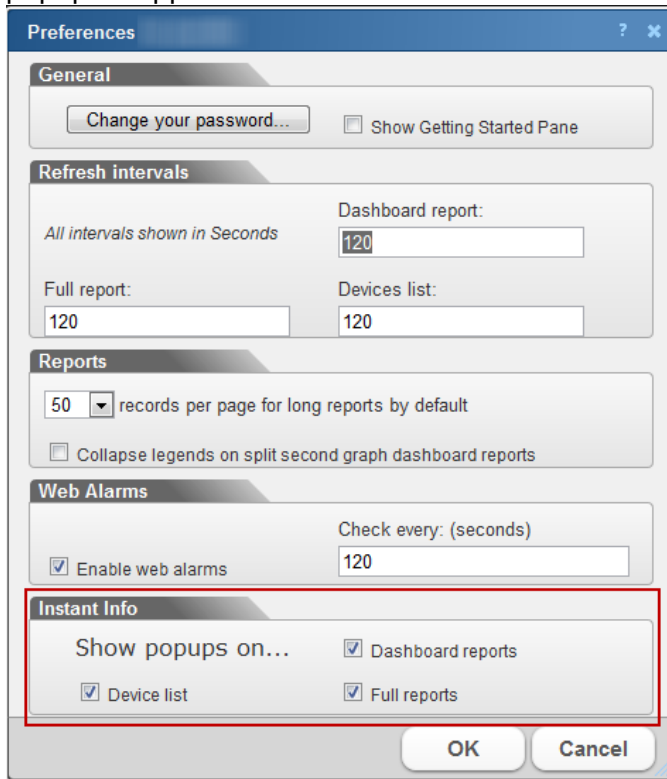 Preferences ?
General
Change your password... Show Getting Started Pane
Refresh intervals
Dashboard report:
All intervals shown in Seconds 120
Full report: Devices list:
120 120
Reports
50 records per page for long reports by default
Collapse legends on split second graph dashboard reports
Web Alarms
Check every: (seconds)
Enable web alarms 120
Instant Info
Show popups on... Dashboard reports
Device list Full reports
OK Cancel